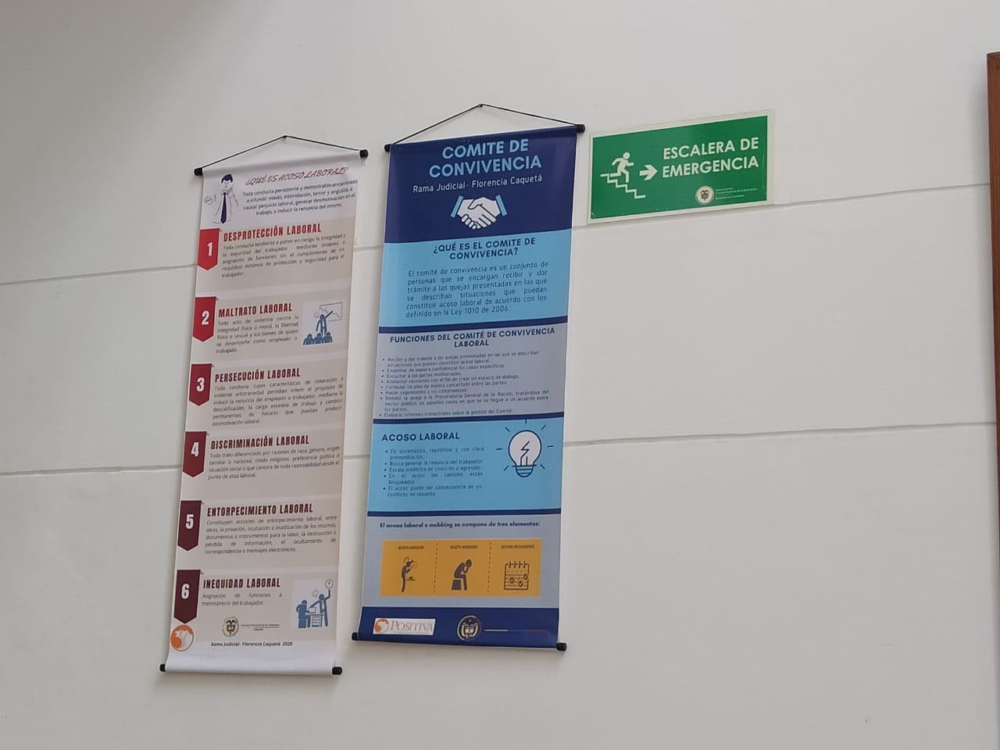 ¿QUÉ ES ACOSO LABORAL?
Toda conducta persistente y demostrable, encaminada
a infundir miedo, intimidación, terror y angustia, a
causar perjuicio laboral, generar desmotivación en el
trabajo, o inducir la renuncia del mismo.
1
DESPROTECCIÓN LABORAL
Toda conducta tendiente a poner en riesgo la integridad y
la seguridad del trabajador mediante órdenes o
asignación de funciones sin el cumplimiento de los
requisitos mínimos de protección y seguridad para el
trabajador.
2
MALTRATO LABORAL
Todo acto de violencia contra la
integridad física o moral, la libertad
física o sexual y los bienes de quien
se desempeñe como empleado o
trabajado.
3
PERSECUCIÓN LABORAL
Toda conducta cuyas características de reiteración o
evidente arbitrariedad permitan inferir el propósito de
inducir la renuncia del empleado o trabajador, mediante la
descalificación, la carga excesiva de trabajo y cambios
permanentes de horario que puedan producir
desmotivación laboral.
4
DISCRIMINACIÓN LABORAL
Todo trato diferenciado por razones de raza, género, origen
familiar o nacional, credo religioso, preferencia política o
situación social o que carezca de toda razonabilidad desde el
punto de vista laboral.
5
ENTORPECIMIENTO LABORAL
Constituyen acciones de entorpecimiento laboral, entre
otras, la privación, ocultación o inutilización de los insumos,
documentos o instrumentos para la labor, la destrucción o
pérdida de información, el ocultamiento de
correspondencia o mensajes electrónicos.
6
INEQUIDAD LABORAL
Asignación de funciones a
menosprecio del trabajador.
Consejo Superior de la Judicatura
Rama Judicial- Florencia Caquetá 2020
COMITE DE
CONVIVENCIA
Rama Judicial- Florencia Caquetá
¿QUÉ ES EL COMITE DE
CONVIVENCIA?
El comité de convivencia es un conjunto de
personas que se encargan recibir y dar
trámite a las quejas presentadas en las que
se describan situaciones que puedan
constituir acoso laboral de acuerdo con los
definido en la Ley 1010 de 2006.
FUNCIONES DEL COMITÉ DE CONVIVENCIA
LABORAL
• Recibir y dar trámite a las quejas presentadas en las que se describan
situaciones que puedan constituir acoso laboral.
• Examinar de manera confidencial los casos específicos.
• Escuchar a las partes involucradas.
• Adelantar reuniones con el fin de crear un espacio de dialogo.
• Formular un plan de mejora concertado entre las partes.
• Hacer seguimiento a los compromisos.
• Remitir la queja a la Procuraduría General de la Nación, tratándose del
sector público, en aquellos casos en que no se llegue a un acuerdo entre
las partes.
• Elaborar informes trimestrales sobre la gestión del Comité.
ACOSO LABORAL
• En sistematico, repetitivo y con clara
premeditación.
• Busca generar la renuncia del trabajador
• Escala simétrica de coacción o agresión
• En el acoso los cambios están
bloqueados
• El acoso puede ser consecuencia de un
conflicto no resuelto
El acoso laboral o mobbing se compone de tres elementos:
SUJETO AGRESOR
SUJETO AGREDIDO
ACCIÓN RECURRENTE
POSITIVA
ESCALERA DE
EMERGENCIA
Rama Judicial
Consejo Superior de la Judicatura
República de Colombia